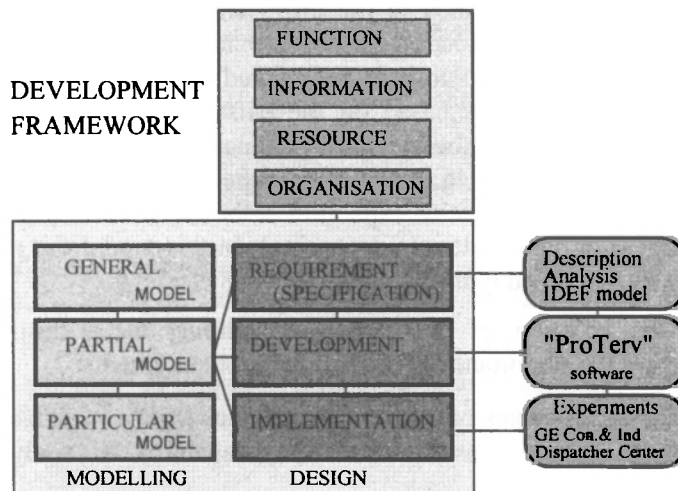 FUNCTION
INFORMATION
RESOURCE
ORGANISATION
DEVELOPMENT
FRAMEWORK
GENERAL
MODEL
PARTIAL
MODEL
PARTICULAR
MODEL
MODELLING
REQUIREMENT
(SPECIFICATION)
DEVELOPMENT
IMPLEMENTATION
DESIGN
Description
Analysis
IDEF model
"ProTerv"
software
Experiments
GE Con.& Ind
Dispatcher Center